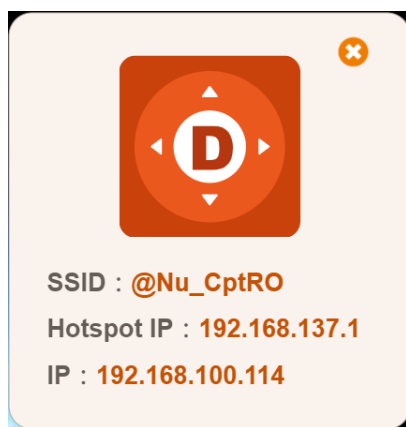 D
SSID : @Nu_CptRO
Hotspot IP : 192.168.137.1
IP : 192.168.100.114